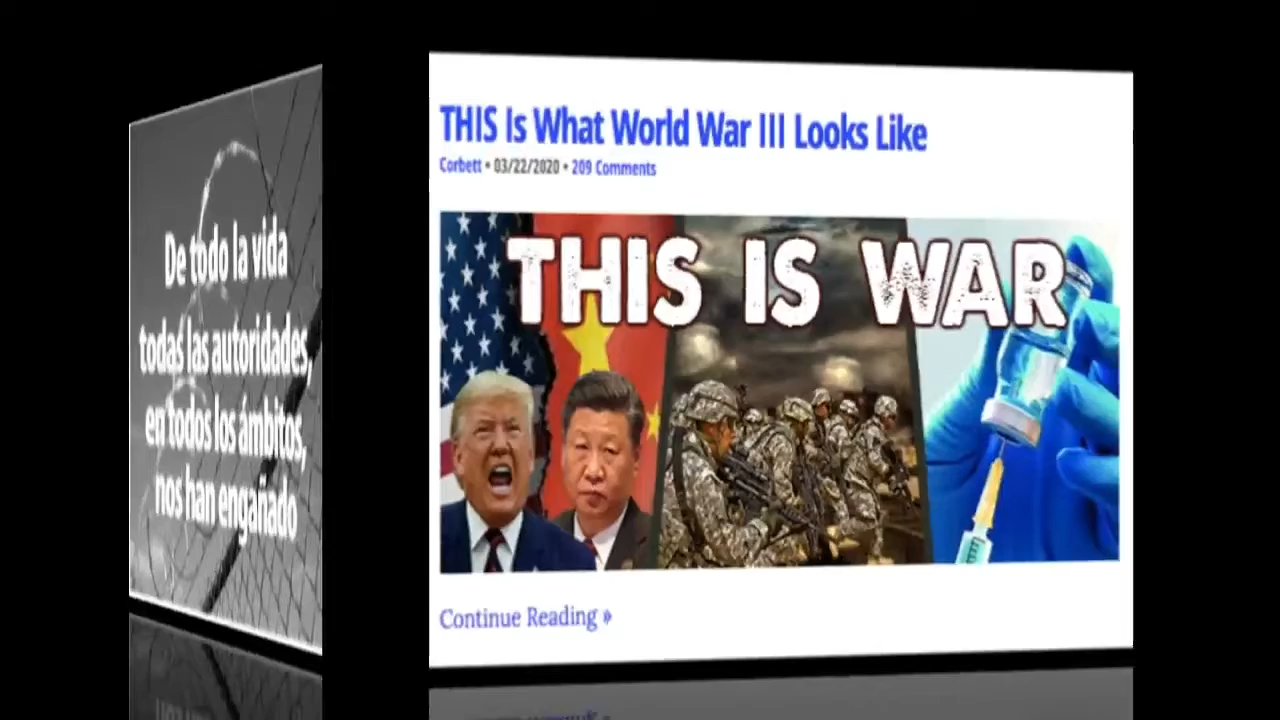 De todo la vida
todas las autoridades,
en todos los ámbitos,
nos han engañado
THIS Is What World War III Looks Like
Corbett • 03/22/2020 • 209 Comments
THIS IS WAR
Continue Reading »